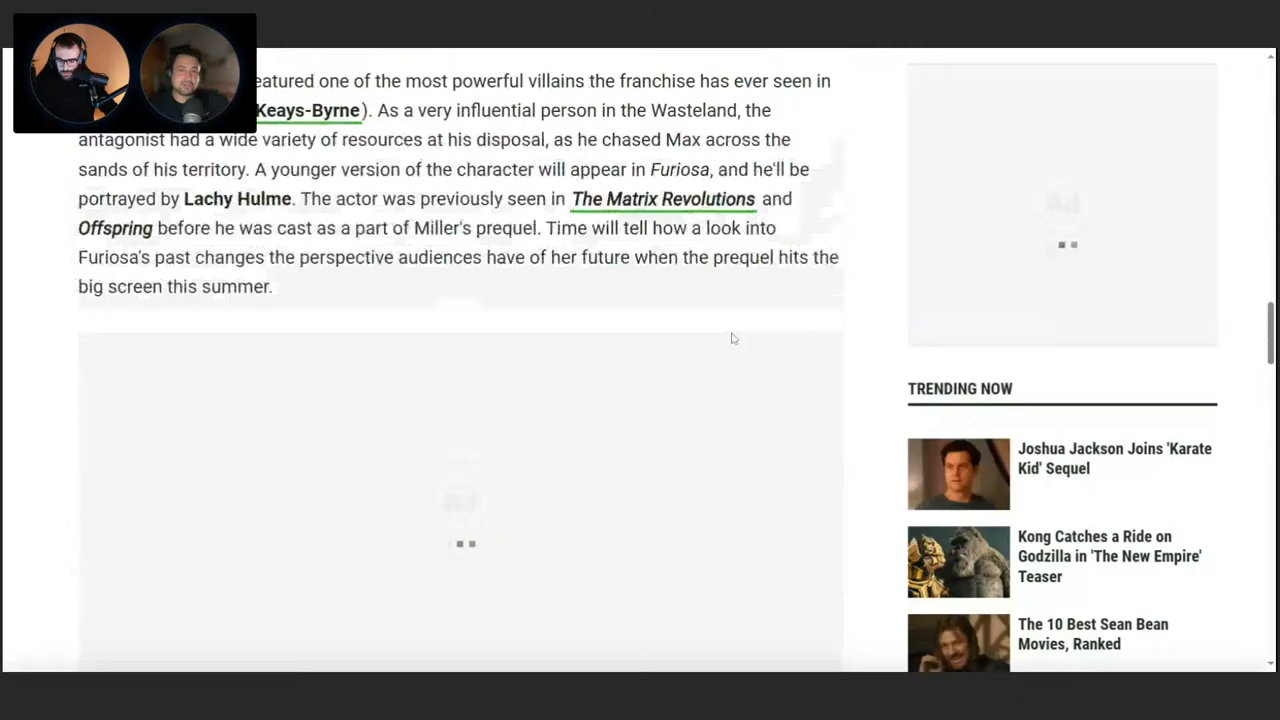 eatured one of the most powerful villains the franchise has ever seen in
Keays-Byrne). As a very influential person in the Wasteland, the
antagonist had a wide variety of resources at his disposal, as he chased Max across the
sands of his territory. A younger version of the character will appear in Furiosa, and he'll be
portrayed by Lachy Hulme. The actor was previously seen in The Matrix Revolutions and
Offspring before he was cast as a part of Miller's prequel. Time will tell how a look into
Furiosa's past changes the perspective audiences have of her future when the prequel hits the
big screen this summer.
Ad
Ad
TRENDING NOW
Joshua Jackson Joins 'Karate
Kid' Sequel
Kong Catches a Ride on
Godzilla in 'The New Empire'
Teaser
The 10 Best Sean Bean
Movies, Ranked